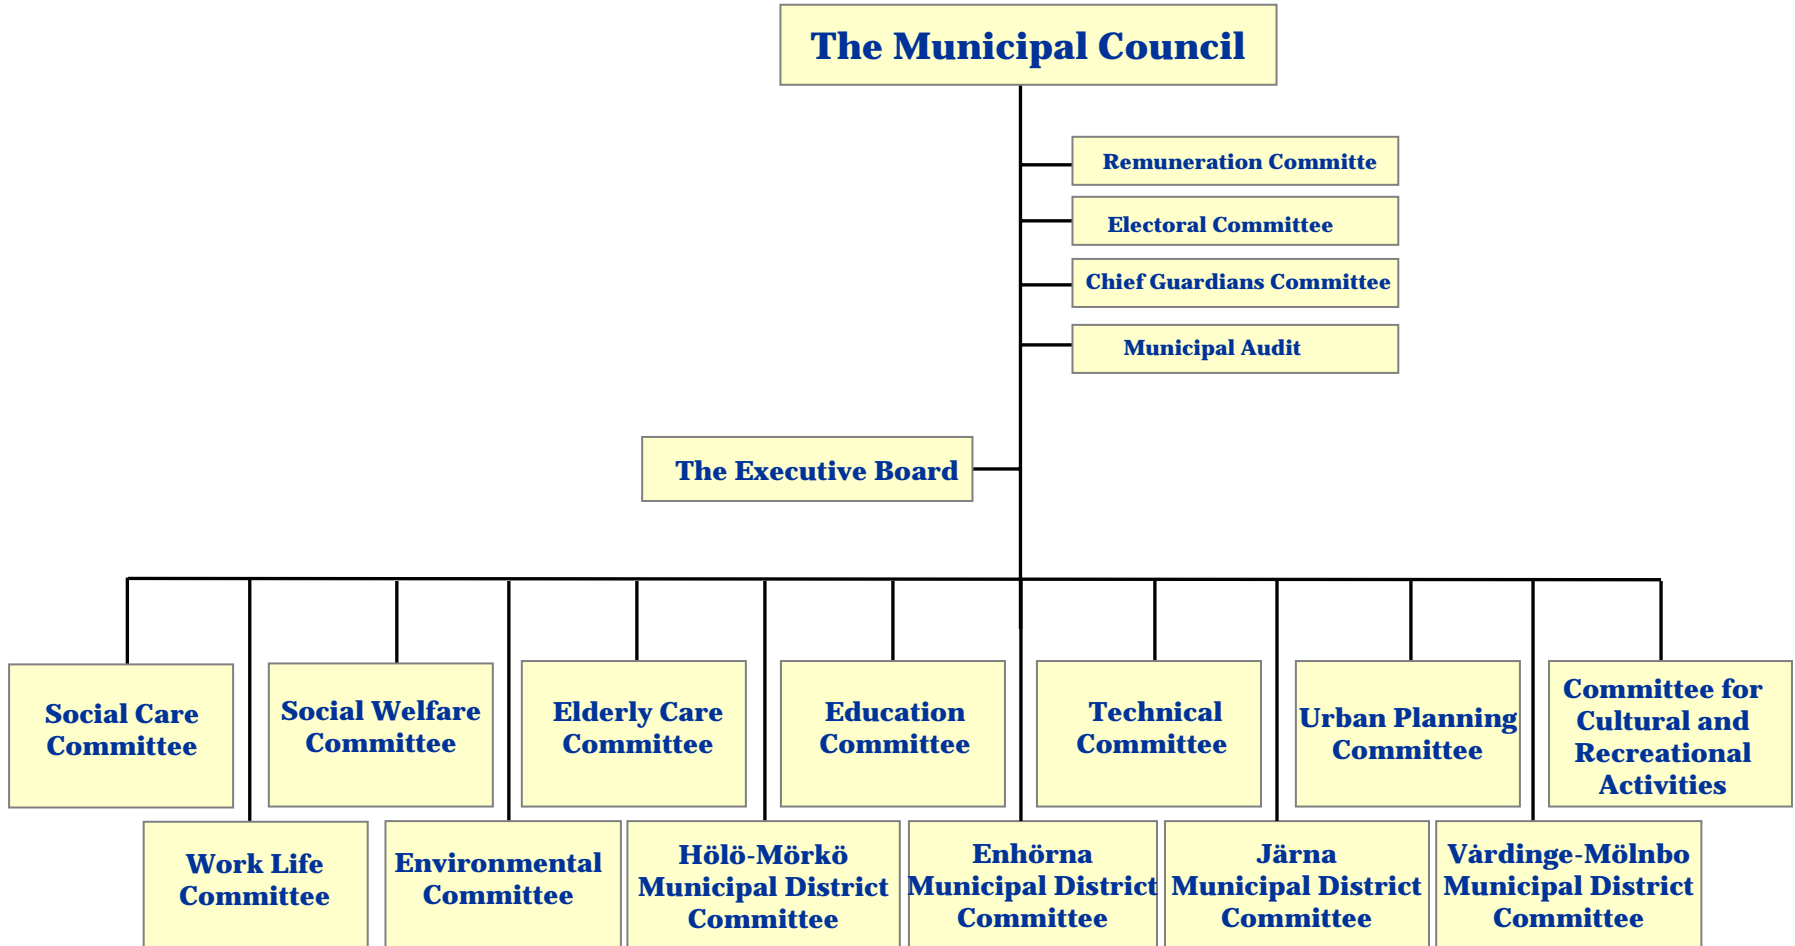 The Municipal Council
Remuneration Committe
Electoral Committee
Chief Guardians Committee
Municipal Audit
The Executive Board
Social Care
Committee
Social Welfare
Committee
Elderly Care
Committee
Education
Committee
Technical
Committee
Urban Planning
Committee
Committee for
Cultural and
Recreational
Activities
Work Life
Committee
Environmental
Committee
Hölö-Mörkö
Municipal District
Committee
Enhörna
Municipal District
Committee
Järna
Municipal District
Committee
Vårdinge-Mölnbo
Municipal District
Committee